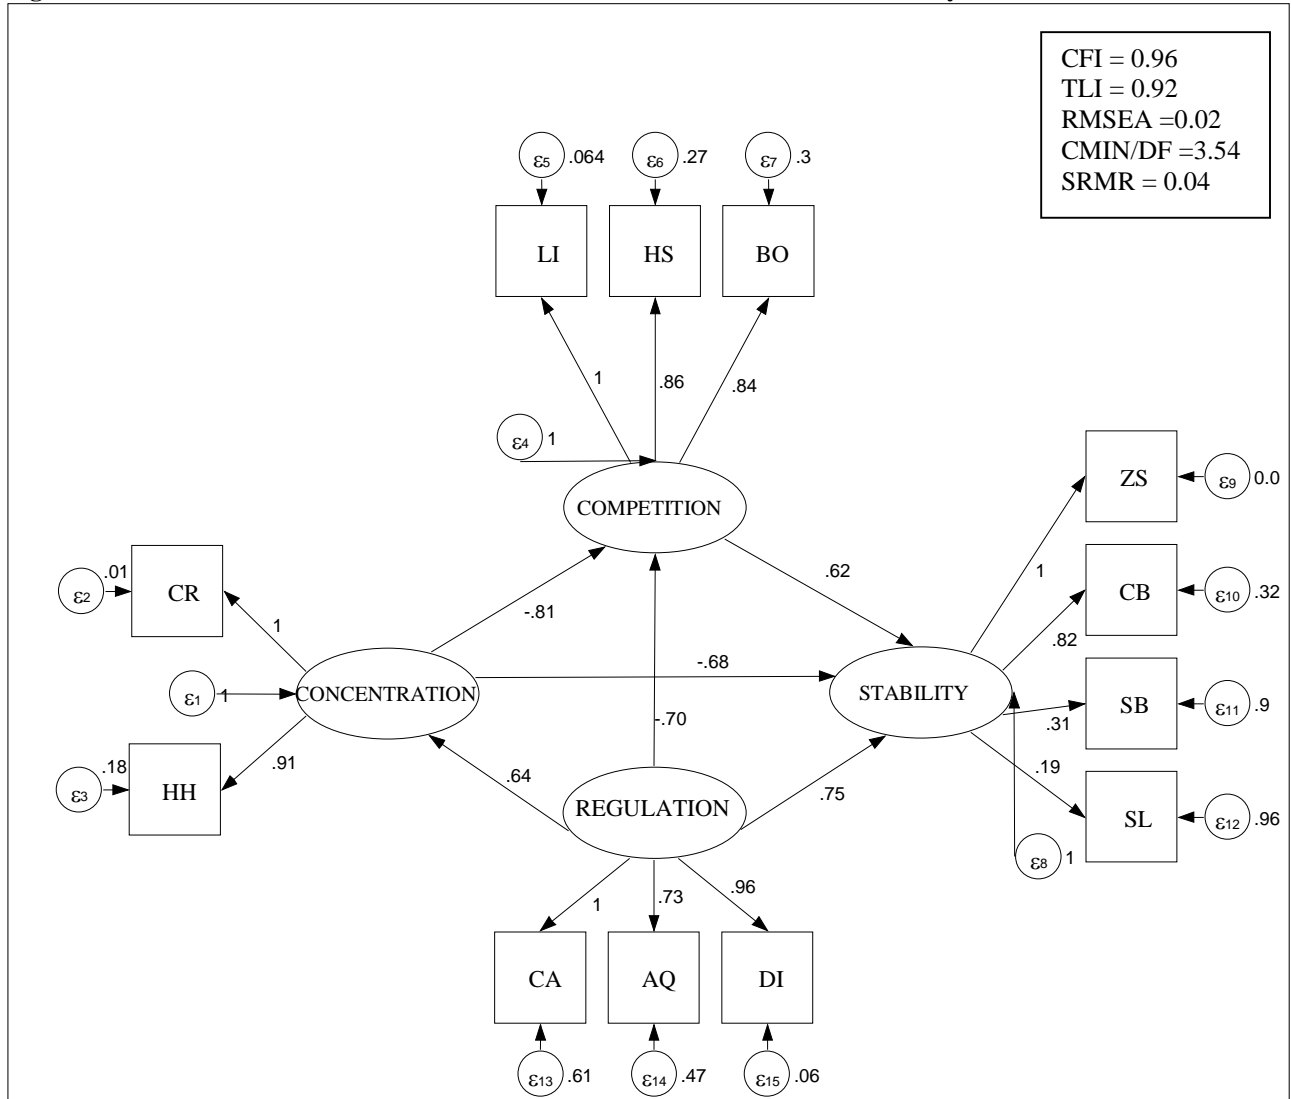 CFI = 0.96
TLI = 0.92
RMSEA =0.02
CMIN/DF =3.54
SRMR = 0.04
ε5 .064
ε6 .27
ε7 .3
LI
HS
BO
1
.86
.84
ε4 1
COMPETITION
ZS
ε9 0.0
CR
.01
ε2
1
-.81
.62
1
CB
ε10 .32
.82
ε1 1
CONCENTRATION
-.68
STABILITY
SB
ε11 .9
.31
-.70
.18
ε3
HH
.91
.64
REGULATION
.75
.19
SL
ε12 .96
ε8 1
1
.73
.96
CA
AQ
DI
ε13 .61
ε14 .47
ε15 .06